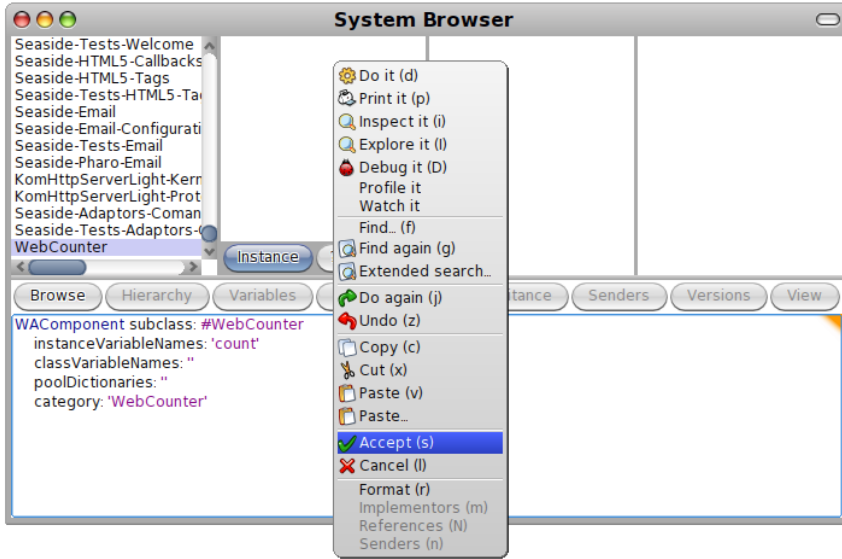 System Browser
Seaside-Tests-Welcome
Seaside-HTML5-Callbacks
Seaside-HTML5-Tags
Seaside-Tests-HTML5-Ta
Seaside-Email
Seaside-Email-Configurati
Seaside-Tests-Email
Seaside-Pharo-Email
KomHttpServerLight-Kern
KomHttpServerLight-Prot
Seaside-Adaptors-Coman
Seaside-Tests-Adaptors-
WebCounter
Instance
Browse
Hierarchy
Variables
itance
Senders
Versions
View
WAComponent subclass: #WebCounter
instanceVariableNames: 'count'
classVariableNames: ''
poolDictionaries: ''
category: 'WebCounter'
Do it (d)
Print it (p)
Inspect it (i)
Explore it (I)
Debug it (D)
Profile it
Watch it
Find... (f)
Find again (g)
Extended search...
Do again (j)
Undo (z)
Copy (c)
Cut (x)
Paste (v)
Paste...
Accept (s)
Cancel (l)
Format (r)
Implementors (m)
References (N)
Senders (n)